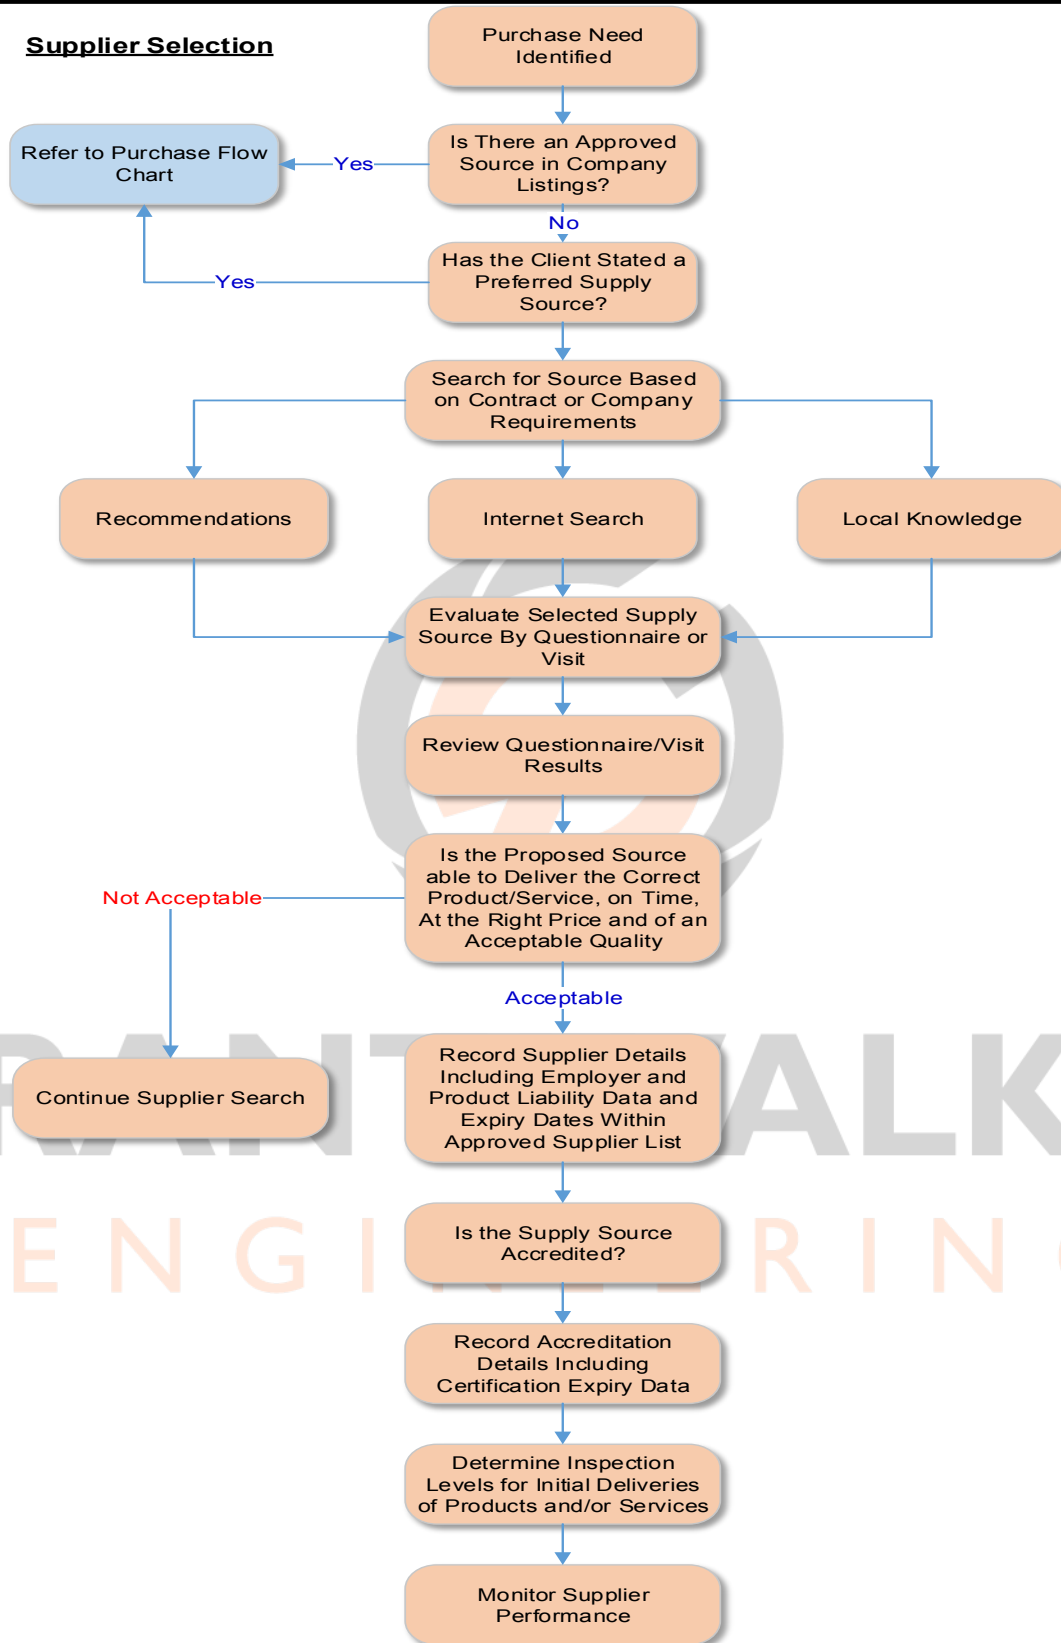 Supplier Selection
Purchase Need
Identified
Refer to Purchase Flow
Chart
Yes
Is There an Approved
Source in Company
Listings?
No
Has the Client Stated a
Preferred Supply
Source?
Yes
Search for Source Based
on Contract or Company
Requirements
Recommendations
Internet Search
Local Knowledge
Evaluate Selected Supply
Source By Questionnaire or
Visit
Review Questionnaire/Visit
Results
Is the Proposed Source
able to Deliver the Correct
Product/Service, on Time,
At the Right Price and of an
Acceptable Quality
Not Acceptable
Acceptable
Continue Supplier Search
Record Supplier Details
Including Employer and
Product Liability Data and
Expiry Dates Within
Approved Supplier List
Is the Supply Source
Accredited?
Record Accreditation
Details Including
Certification Expiry Data
Determine Inspection
Levels for Initial Deliveries
of Products and/or Services
Monitor Supplier
Performance